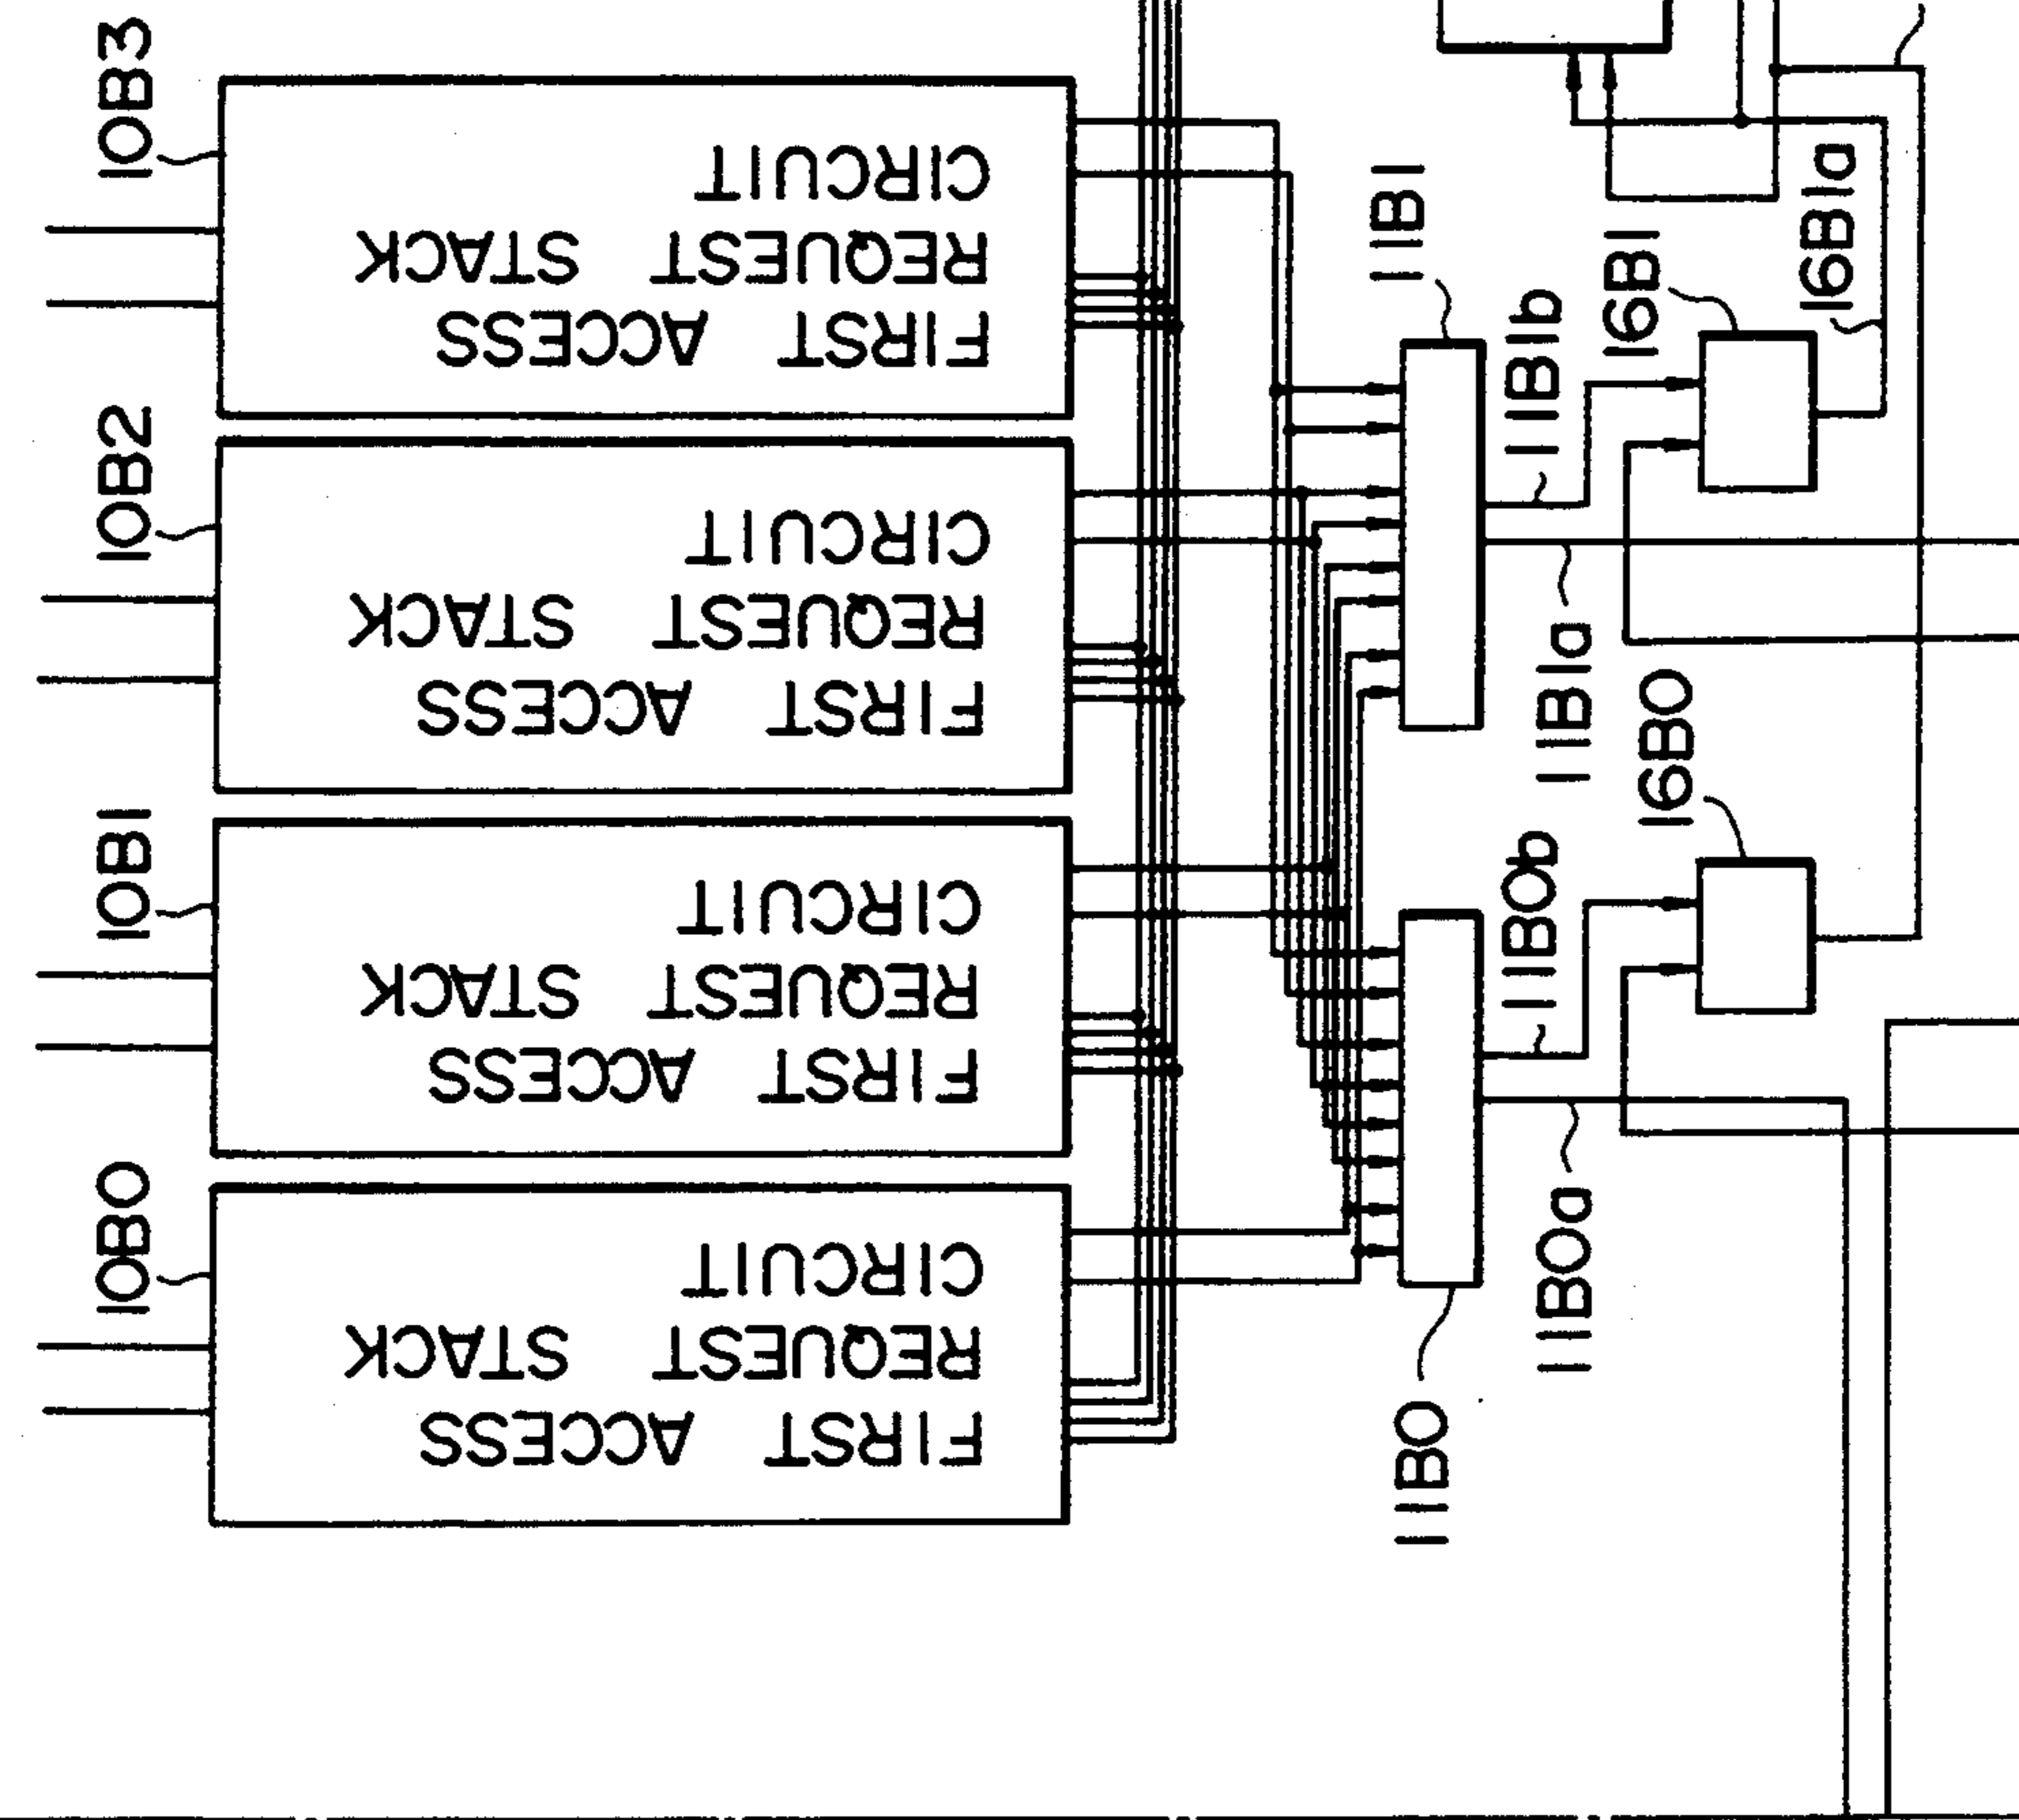 10B3
FIRST ACCESS
REQUEST STACK
CIRCUIT
10B2
FIRST ACCESS
REQUEST STACK
CIRCUIT
10B1
FIRST ACCESS
REQUEST STACK
CIRCUIT
10B0
FIRST ACCESS
REQUEST STACK
CIRCUIT
11B1
11B1b
11B1a
16B1
16B1a
11B0
11B0b
11B0a
16B0